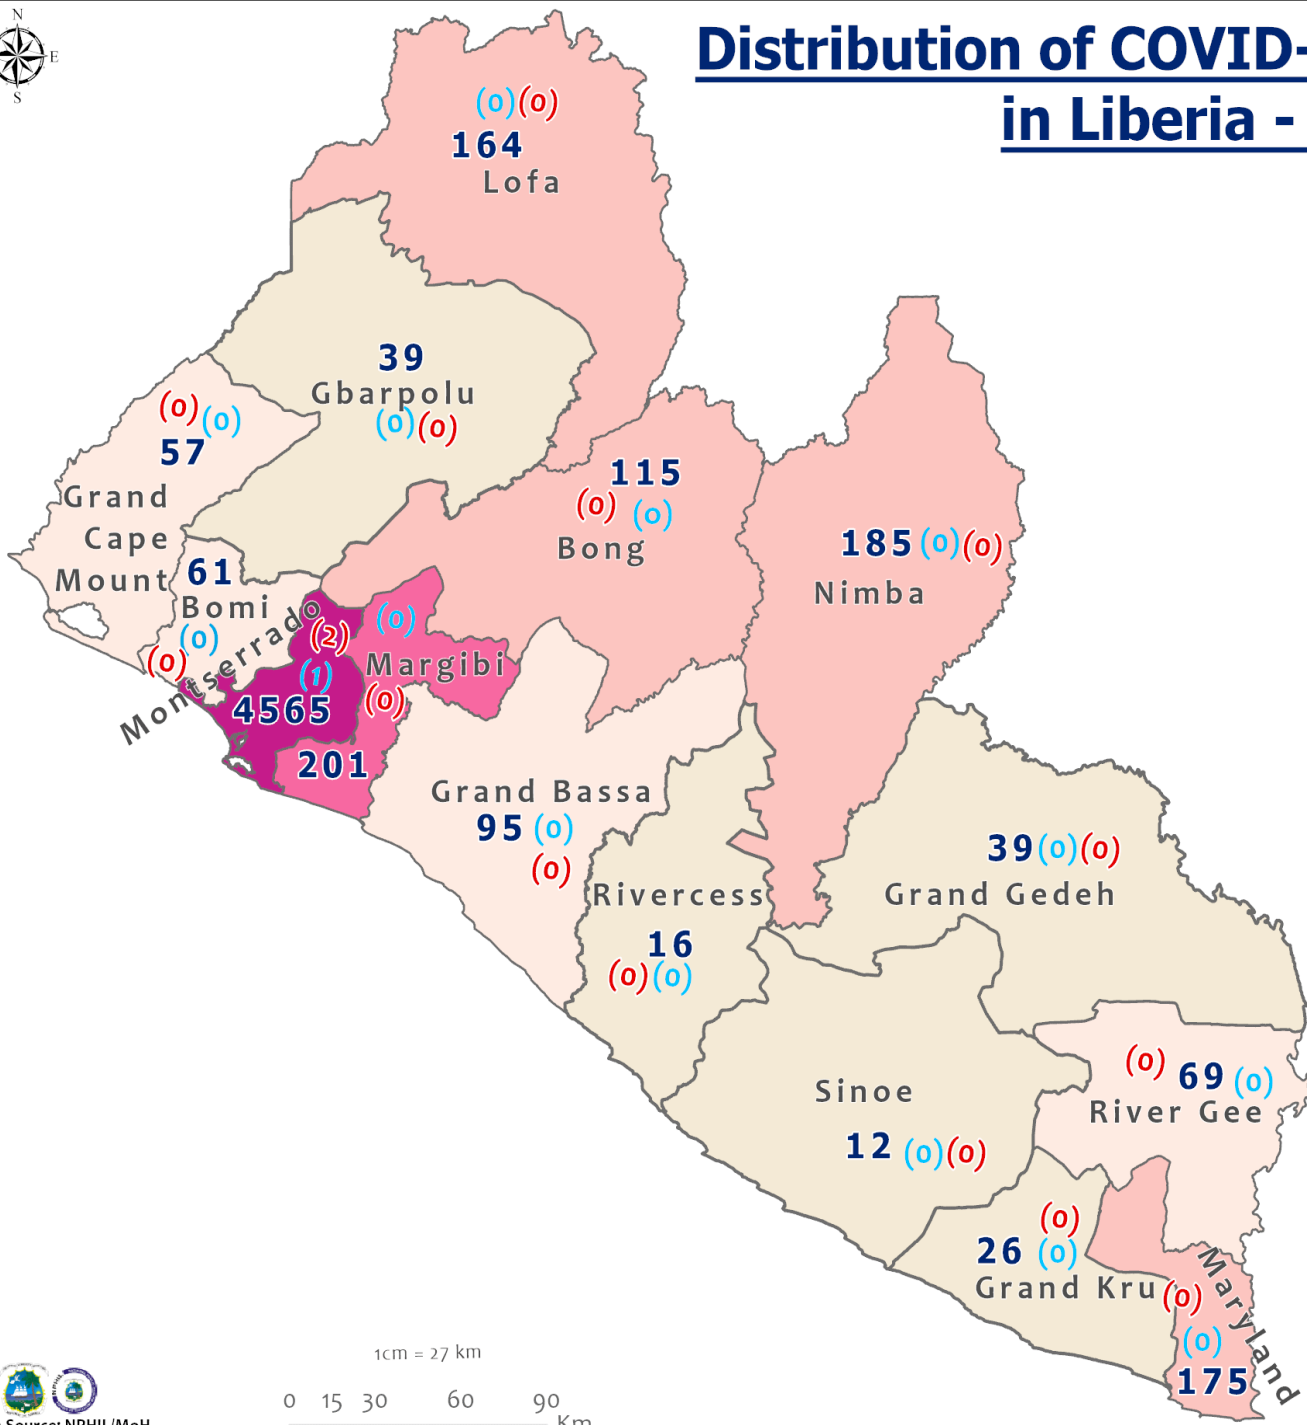 N
E
S
Distribution of COVID-
in Liberia -
(0)(0)
164
Lofa
39
Gbarpolu
(0)(0)
(0)(0)
57
Grand
Cape
Mount
115
(0) (0)
Bong
185(0)(0)
Nimba
61
Bomi
(0)
(0)
Montserrado
(2)
(1)
4565
(0)
Margibi
(0)
201
Grand Bassa
95(0)
(0)
Rivercess
16
(0)(0)
39(0)(0)
Grand Gedeh
(0) 69 (0)
River Gee
Sinoe
12 (0)(0)
(0)
26 (0)
Grand Kru
Maryland
(0)
(0)
175
1cm = 27 km
0 15 30 60 90
Km
Source: NPHIL/MoH